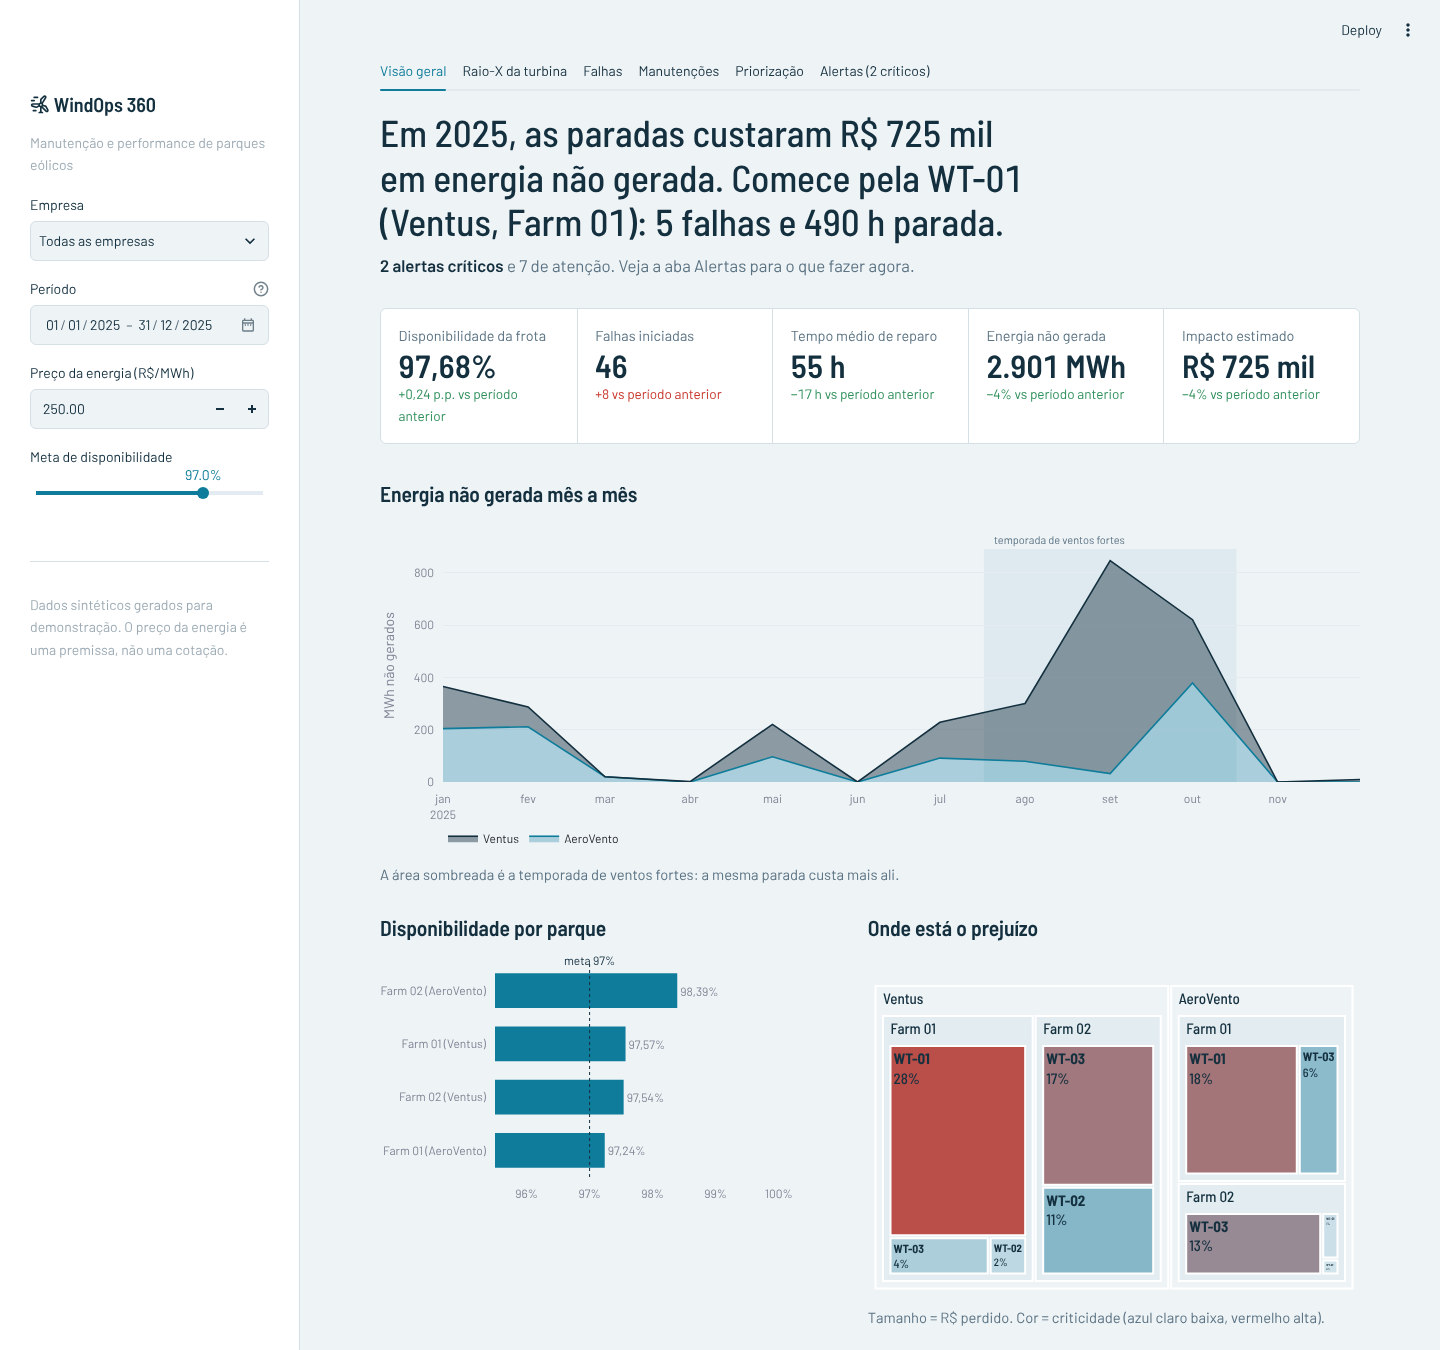 Deploy
WindOps 360
Manutenção e performance de parques
eólicos
Empresa
Todas as empresas
Período
01 / 01 / 2025 – 31 / 12 / 2025
Preço da energia (R$/MWh)
250.00
Meta de disponibilidade
97.0%
Dados sintéticos gerados para
demonstração. O preço da energia é
uma premissa, não uma cotação.
Visão geral
Raio-X da turbina
Falhas
Manutenções
Priorização
Alertas (2 críticos)
Em 2025, as paradas custaram R$ 725 mil
em energia não gerada. Comece pela WT-01
(Ventus, Farm 01): 5 falhas e 490 h parada.
2 alertas críticos e 7 de atenção. Veja a aba Alertas para o que fazer agora.
Disponibilidade da frota
97,68%
+0,24 p.p. vs período
anterior
Falhas iniciadas
46
+8 vs período anterior
Tempo médio de reparo
55 h
−17 h vs período anterior
Energia não gerada
2.901 MWh
−4% vs período anterior
Impacto estimado
R$ 725 mil
−4% vs período anterior
Energia não gerada mês a mês
temporada de ventos fortes
MWh não gerados
800
600
400
200
0
jan
2025
fev
mar
abr
mai
jun
jul
ago
set
out
nov
Ventus
AeroVento
A área sombreada é a temporada de ventos fortes: a mesma parada custa mais ali.
Disponibilidade por parque
meta 97%
Farm 02 (AeroVento)
98,39%
Farm 01 (Ventus)
97,57%
Farm 02 (Ventus)
97,54%
Farm 01 (AeroVento)
97,24%
96%
97%
98%
99%
100%
Onde está o prejuízo
Ventus
Farm 01
WT-01
28%
WT-03
4%
WT-02
2%
Farm 02
WT-03
17%
WT-02
11%
AeroVento
Farm 01
WT-01
18%
WT-03
6%
Farm 02
WT-03
13%
Tamanho = R$ perdido. Cor = criticidade (azul claro baixa, vermelho alta).